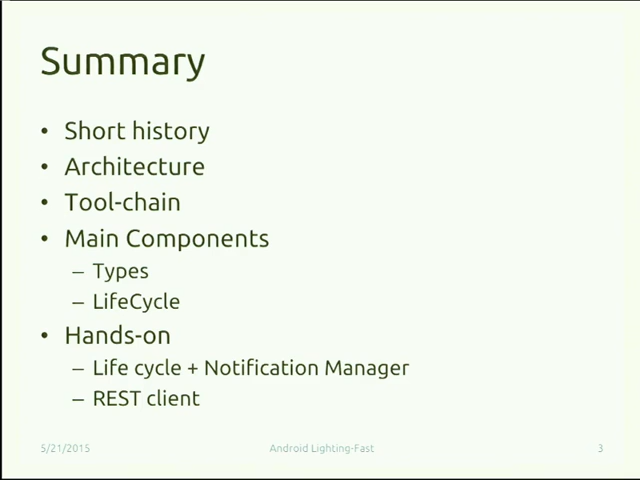 Summary
• Short history
• Architecture
• Tool-chain
• Main Components
– Types
– LifeCycle
• Hands-on
– Life cycle + Notification Manager
– REST client
5/21/2015
Android Lighting-Fast
3